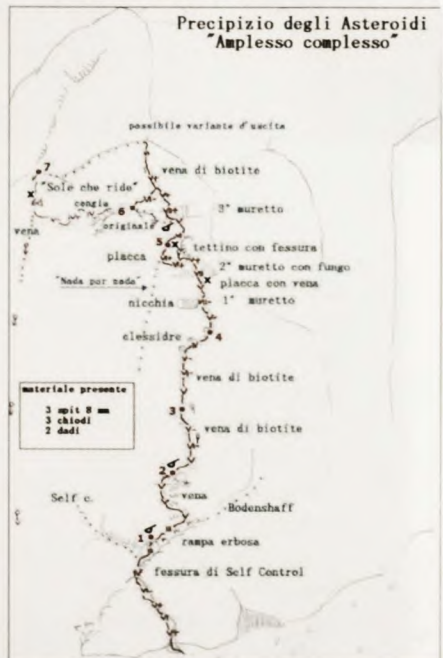 Precipizio degli Asteroidi
"Amplesso complesso"
possibile variante d'uscita
7
vena di biotite
x
"Sole che ride"
cengia
6
3° muretto
originale
vena
5
x
tettino con fessura
placca
2° muretto con fungo
"Nada por nada"
x
placca con vena
nicchia
1° muretto
clessidre
4
vena di biotite
materiale presente
3 spit 8 mm
3 chiodi
2 dadi
3
vena di biotite
2
vena
Self c.
Bodenshaff
1
rampa erbosa
fessura di Self Control